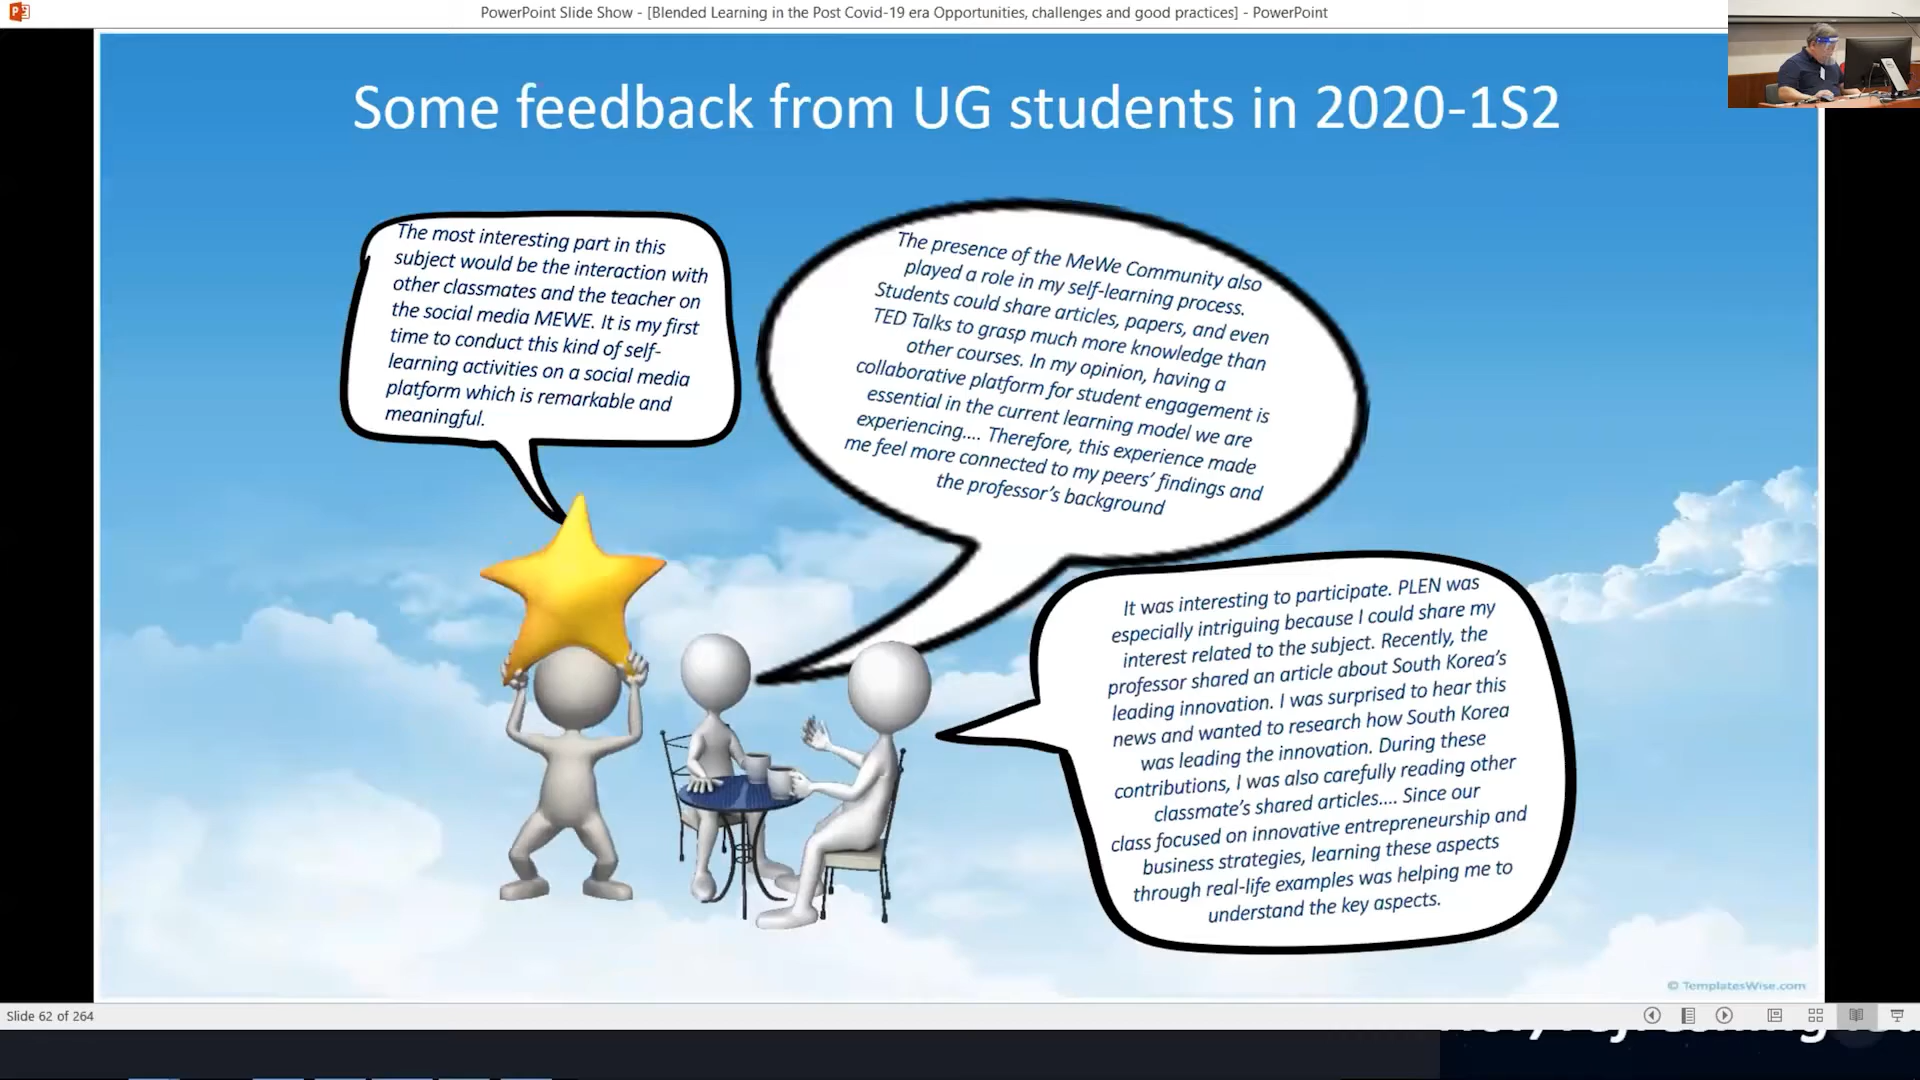 PowerPoint Slide Show - [Blended Learning in the Post Covid-19 era Opportunities, challenges and good practices] - PowerPoint
Some feedback from UG students in 2020-1S2
The most interesting part in this
subject would be the interaction with
other classmates and the teacher on
the social media MEWE. It is my first
time to conduct this kind of self-
learning activities on a social media
platform which is remarkable and
meaningful.
The presence of the MeWe Community also
played a role in my self-learning process.
Students could share articles, papers, and even
TED Talks to grasp much more knowledge than
other courses. In my opinion, having a
collaborative platform for student engagement is
essential in the current learning model we are
experiencing.... Therefore, this experience made
me feel more connected to my peers' findings and
the professor's background
It was interesting to participate. PLEN was
especially intriguing because I could share my
interest related to the subject. Recently, the
professor shared an article about South Korea's
leading innovation. I was surprised to hear this
news and wanted to research how South Korea
was leading the innovation. During these
contributions, I was also carefully reading other
classmate's shared articles.... Since our
class focused on innovative entrepreneurship and
business strategies, learning these aspects
through real-life examples was helping me to
understand the key aspects.
© TemplatesWise.com
Slide 62 of 264